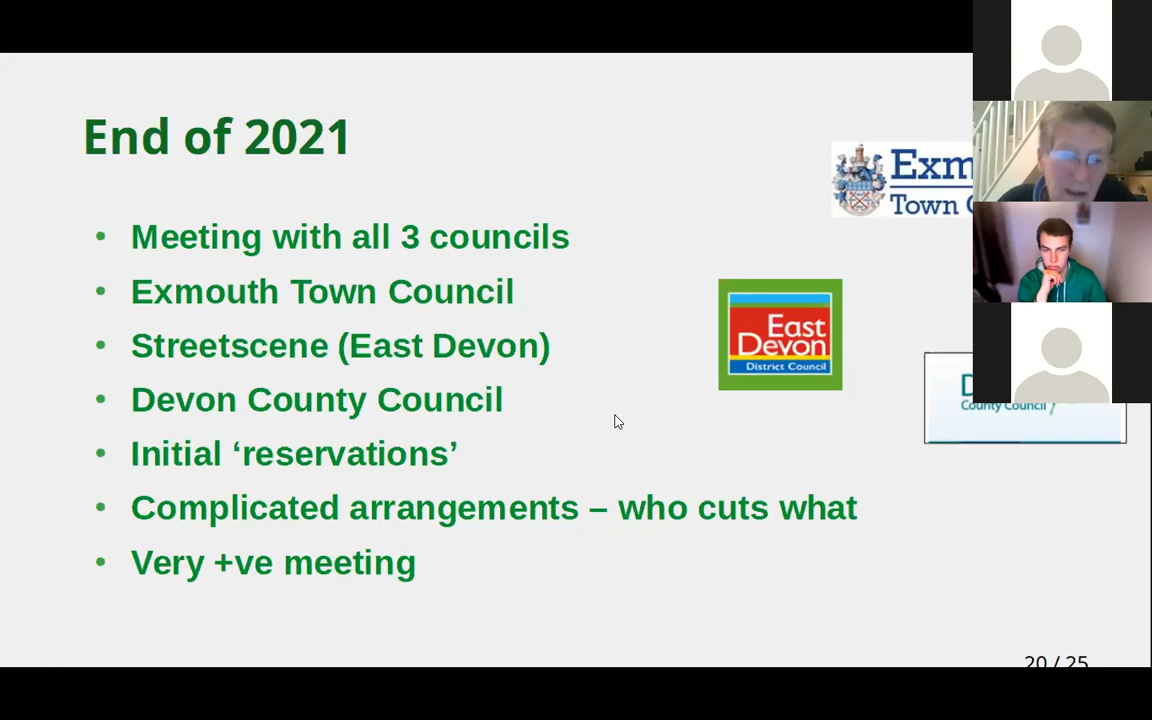 End of 2021
Exm
Town
• Meeting with all 3 councils
• Exmouth Town Council
East
Devon
District Council
• Streetscene (East Devon)
• Devon County Council
County Council
• Initial ‘reservations’
• Complicated arrangements – who cuts what
• Very +ve meeting
20 / 25